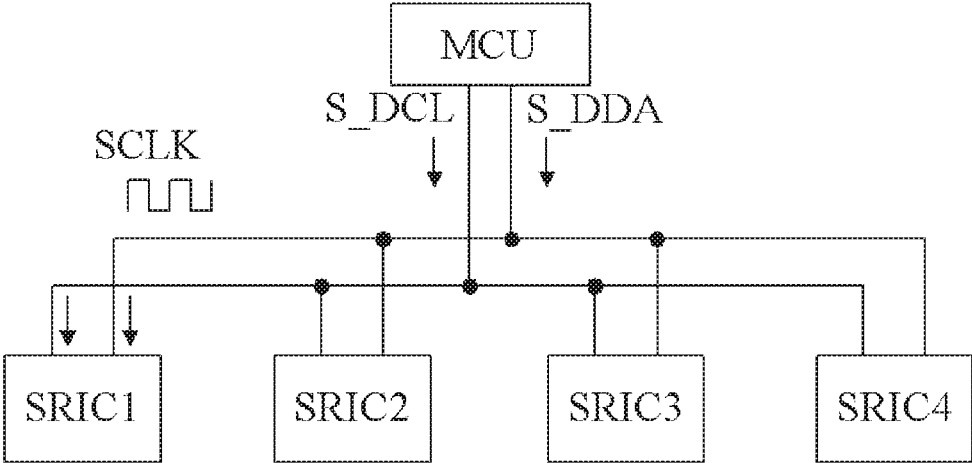 MCU
S_DCL
S_DDA
SCLK
SRIC1
SRIC2
SRIC3
SRIC4